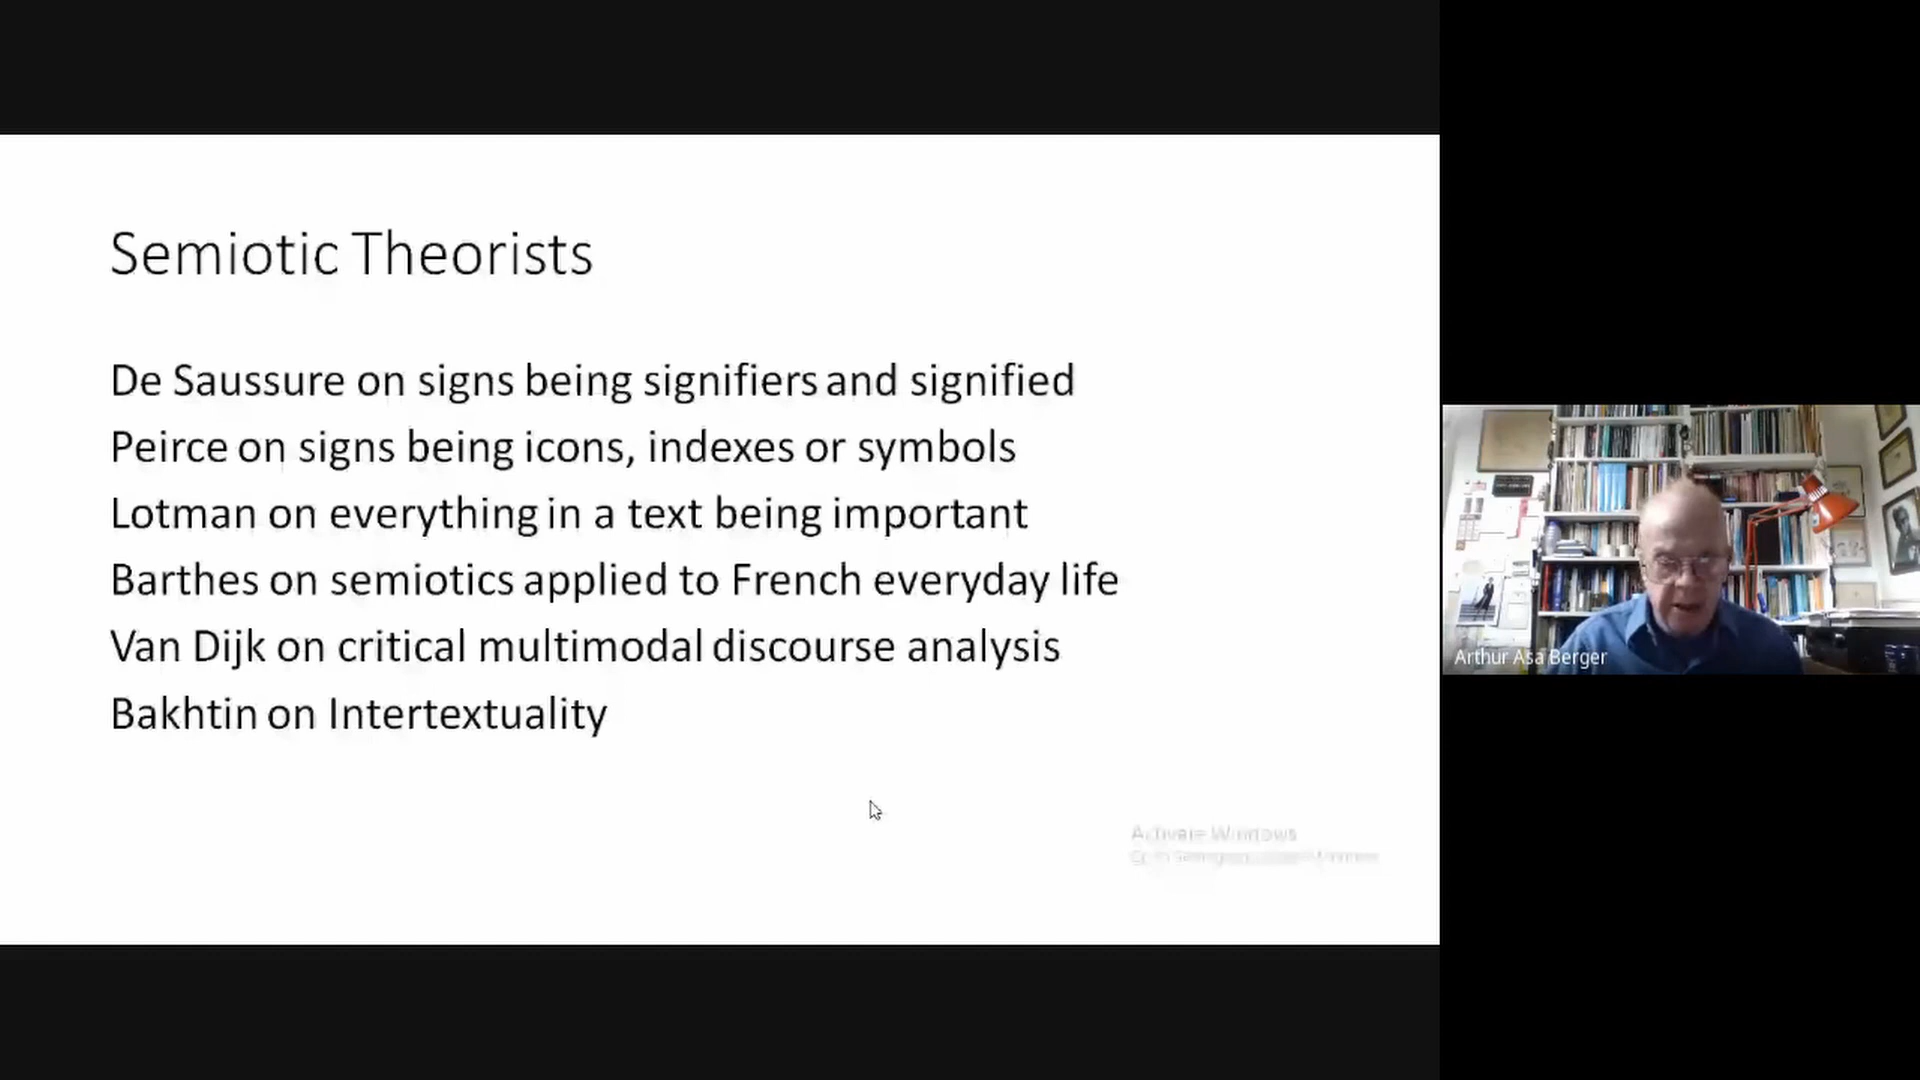 Semiotic Theorists
De Saussure on signs being signifiers and signified
Peirce on signs being icons, indexes or symbols
Lotman on everything in a text being important
Barthes on semiotics applied to French everyday life
Van Dijk on critical multimodal discourse analysis
Bakhtin on Intertextuality
Activate Windows
Arthur Asa Berger